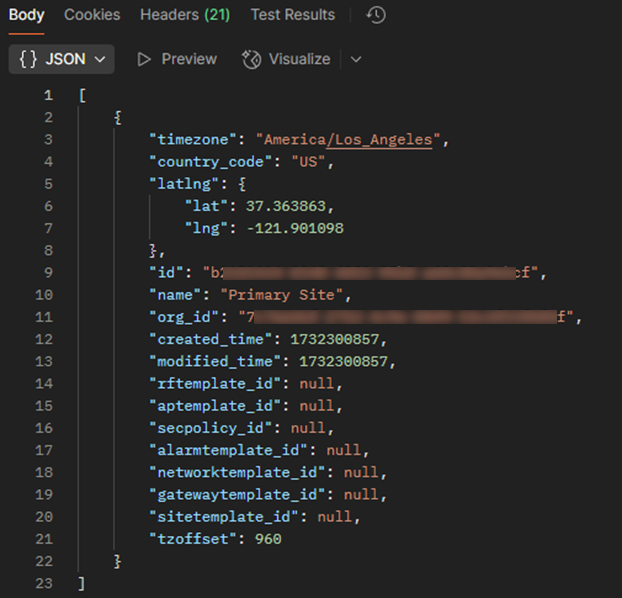 Body Cookies Headers (21) Test Results
{} JSON Preview Visualize
1 [
2 {
3 "timezone": "America/Los_Angeles",
4 "country_code": "US",
5 "latlng": {
6 "lat": 37.363863,
7 "lng": -121.901098
8 },
9 "id": "b cf",
10 "name": "Primary Site",
11 "org_id": "7 f",
12 "created_time": 1732300857,
13 "modified_time": 1732300857,
14 "rftemplate_id": null,
15 "aptemplate_id": null,
16 "secpolicy_id": null,
17 "alarmtemplate_id": null,
18 "networktemplate_id": null,
19 "gatewaytemplate_id": null,
20 "sitetemplate_id": null,
21 "tzoffset": 960
22 }
23 ]